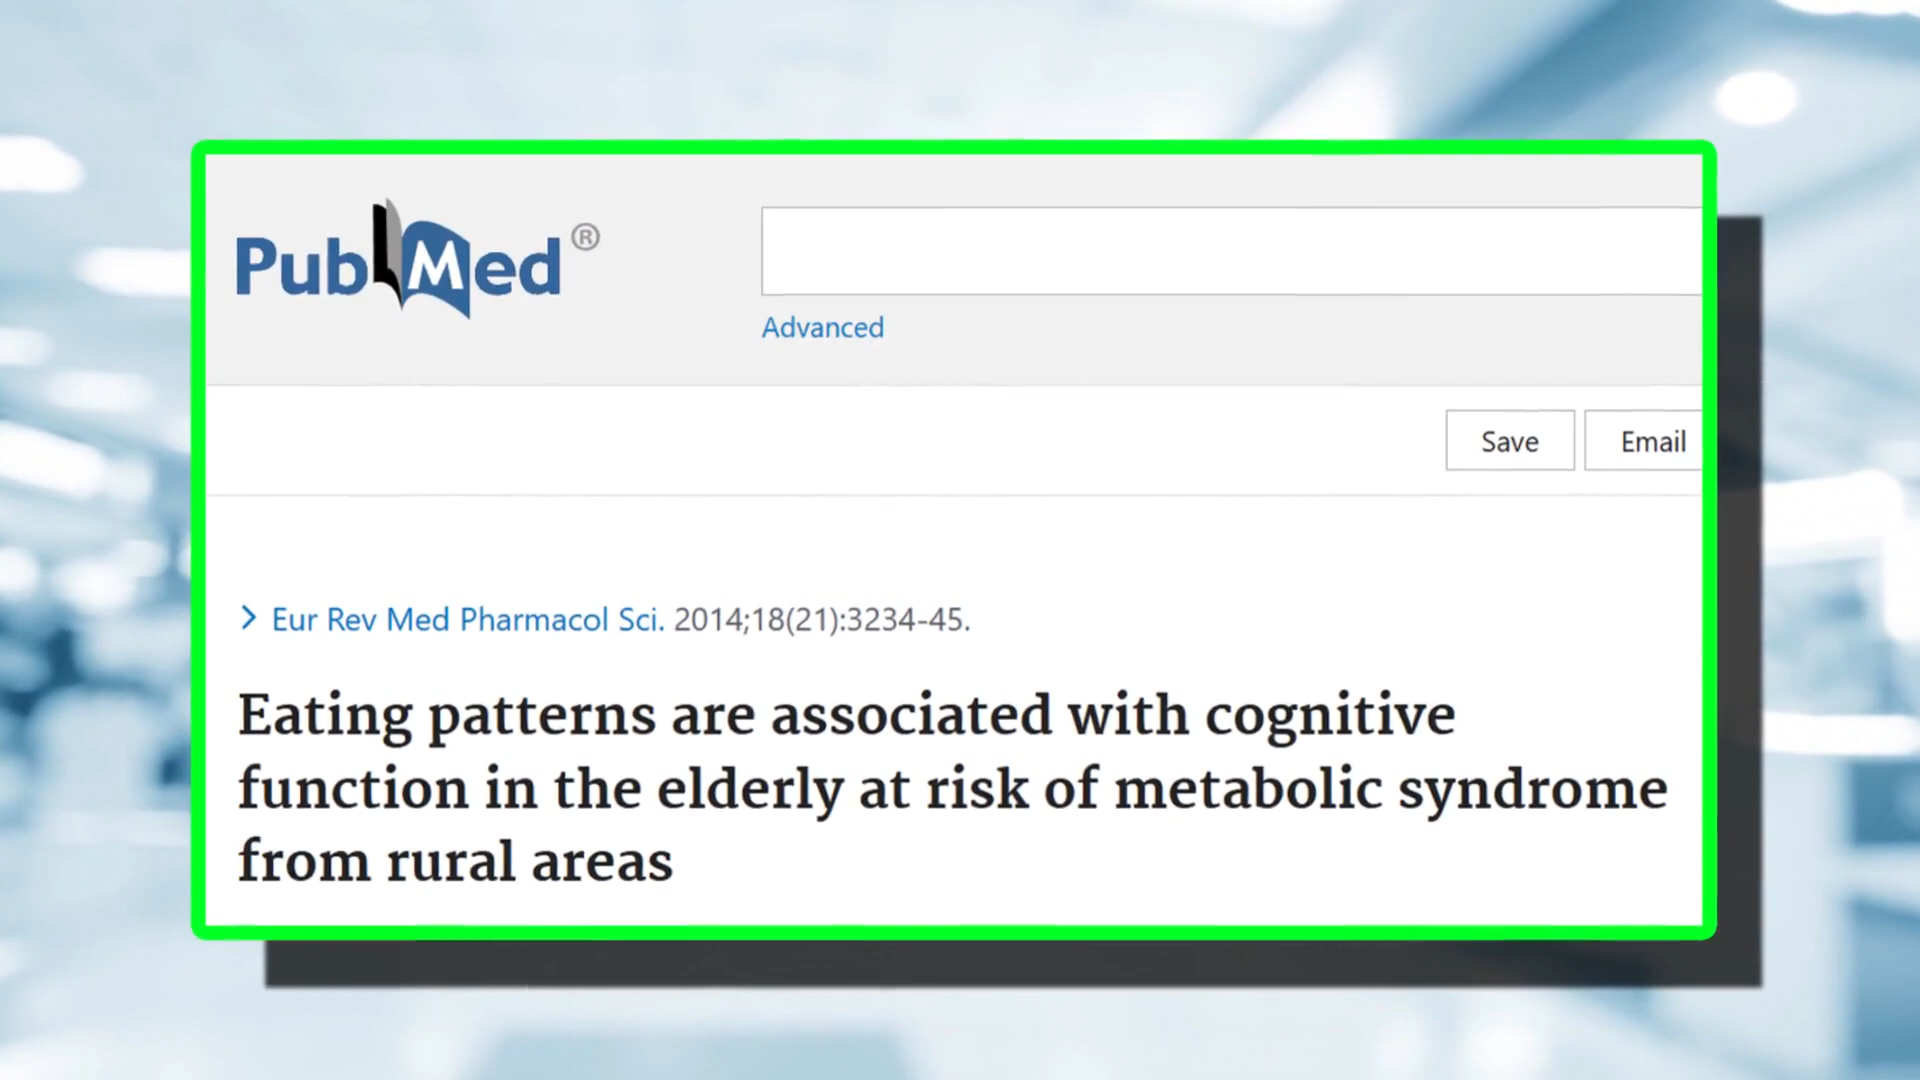 PubMed®
Advanced
Save Email
Eur Rev Med Pharmacol Sci. 2014;18(21):3234-45.
Eating patterns are associated with cognitive
function in the elderly at risk of metabolic syndrome
from rural areas